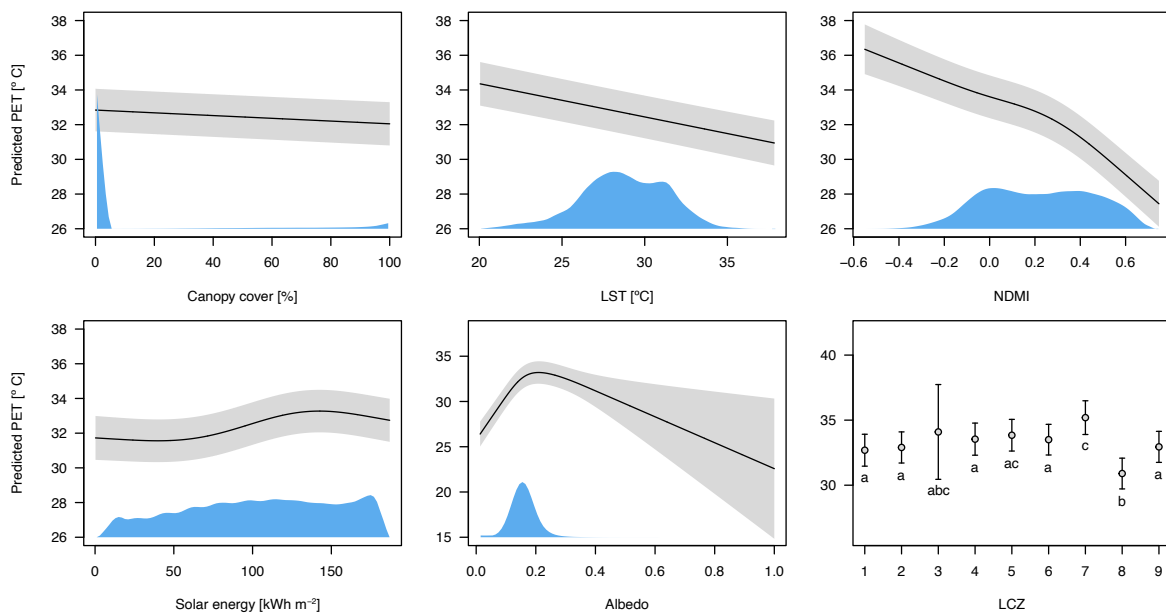 38
36
34
32
30
28
26
Predicted PET [° C]
0 20 40 60 80 100
Canopy cover [%]
38
36
34
32
30
28
26
20 25 30 35
LST [ºC]
38
36
34
32
30
28
26
−0.6 −0.4 −0.2 0.0 0.2 0.4 0.6
NDMI
38
36
34
32
30
28
26
Predicted PET [° C]
0 50 100 150
Solar energy [kWh m⁻²]
35
30
25
20
15
0.0 0.2 0.4 0.6 0.8 1.0
Albedo
40
35
30
a a abc a ac a c b a
1 2 3 4 5 6 7 8 9
LCZ